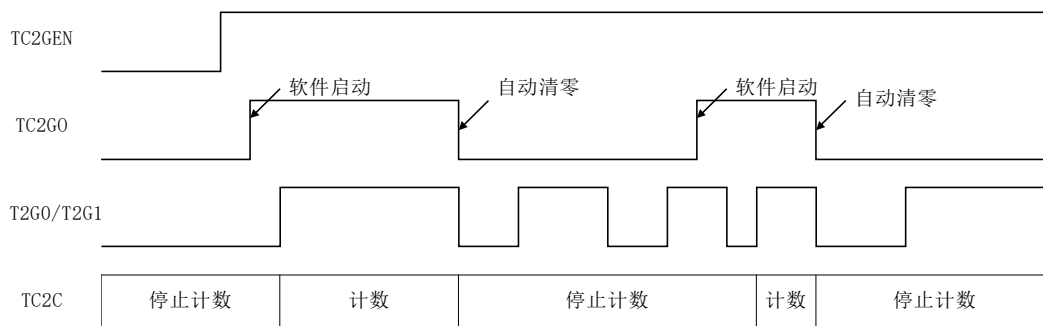 TC2GEN
软件启动
自动清零
软件启动
自动清零
TC2GO
T2G0/T2G1
TC2C
停止计数
计数
停止计数
计数
停止计数